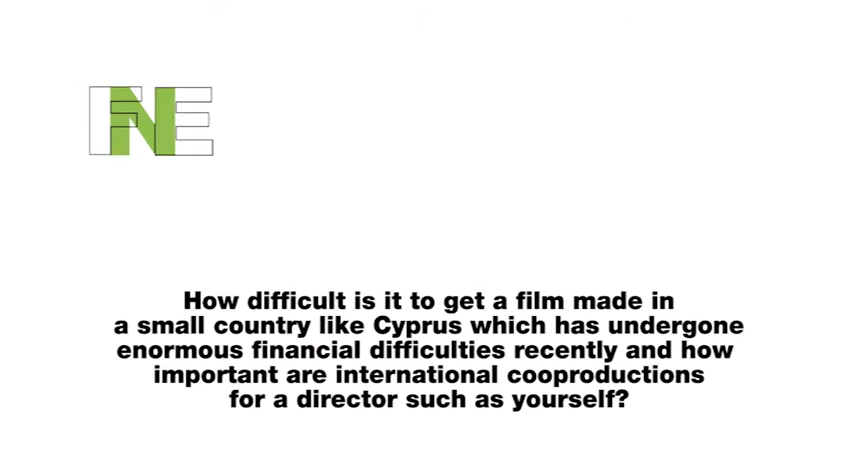 FNE
How difficult is it to get a film made in
a small country like Cyprus which has undergone
enormous financial difficulties recently and how
important are international cooproductions
for a director such as yourself?